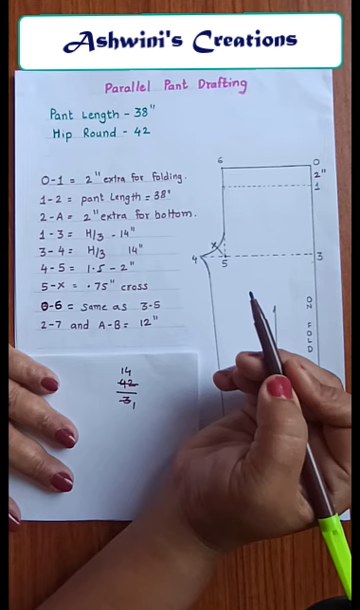 Ashwini's Creations
Parallel Pant Drafting
Pant Length - 38"
Hip Round - 42
0-1 = 2" extra for folding.
1-2 = pant Length = 38"
2-A = 2" extra for bottom.
1-3 = H/3 - 14"
3-4 = H/3 14"
4-5 = 1.5 - 2"
5-x = .75" cross
0-6 = same as 3-5
2-7 and A-B = 12"
6
0
2"
1
x
4
5
3
ON FOLD
14
42
3,